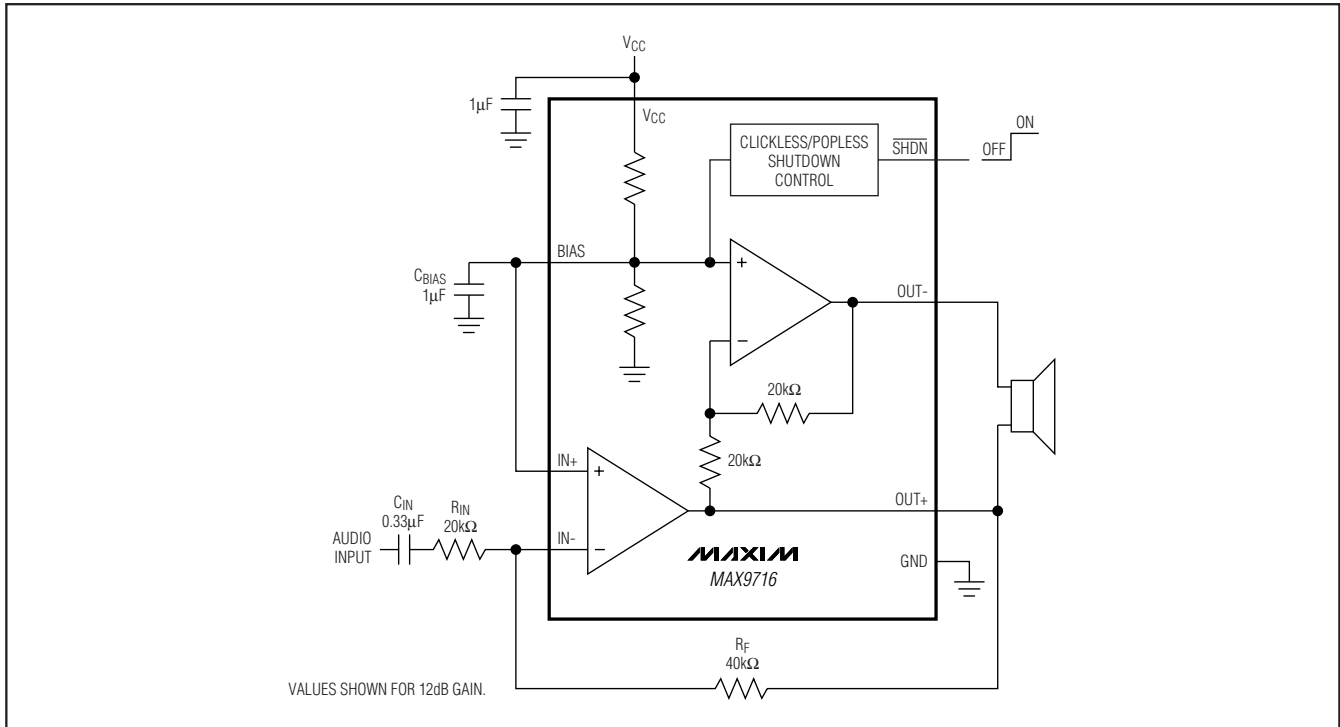 VCC
1µF
VCC
CLICKLESS/POPLESS
SHUTDOWN
CONTROL
SHDN
OFF
ON
BIAS
CBIAS
1µF
+
−
OUT-
20kΩ
20kΩ
IN+
+
OUT+
CIN
0.33µF
RIN
20kΩ
AUDIO
INPUT
IN-
−
MAXIM
MAX9716
GND
RF
40kΩ
VALUES SHOWN FOR 12dB GAIN.